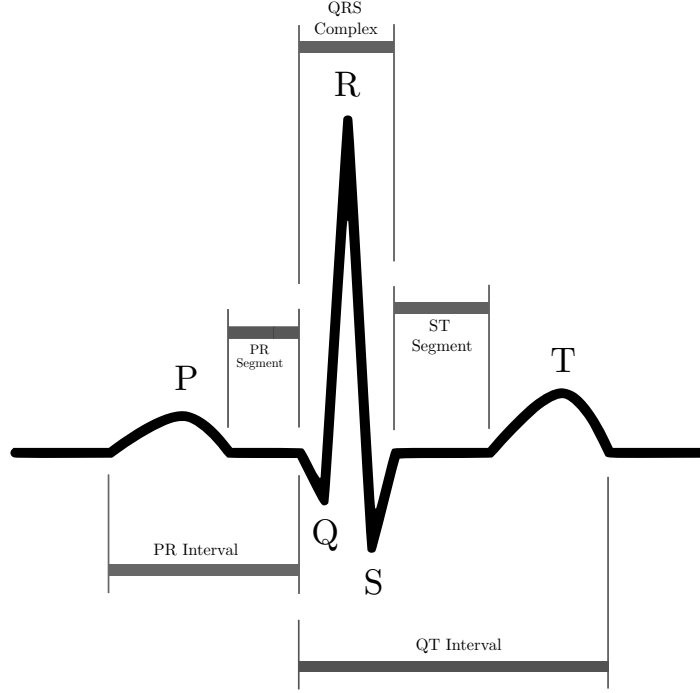 QRS
Complex
R
ST
Segment
PR
Segment
T
P
Q
PR Interval
S
QT Interval